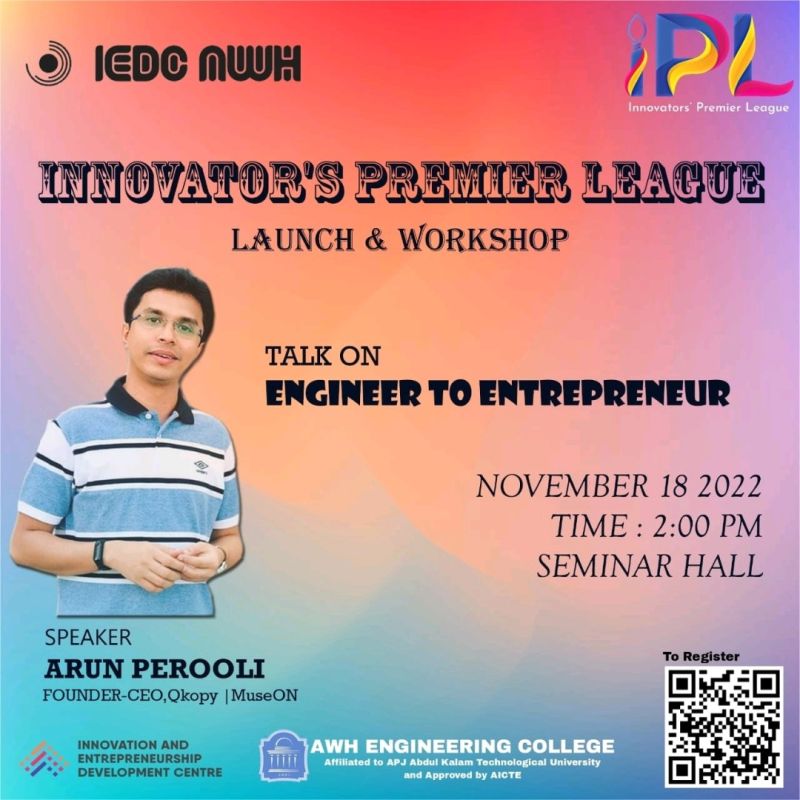 IEDC AWH
iPL
Innovators' Premier League
INNOVATOR'S PREMIER LEAGUE
LAUNCH & WORKSHOP
TALK ON
ENGINEER TO ENTREPRENEUR
NOVEMBER 18 2022
TIME : 2:00 PM
SEMINAR HALL
SPEAKER
ARUN PEROOLI
FOUNDER-CEO,Qkopy |MuseON
To Register
INNOVATION AND
ENTREPRENEURSHIP
DEVELOPMENT CENTRE
AWH ENGINEERING COLLEGE
Affiliated to APJ Abdul Kalam Technological University
and Approved by AICTE